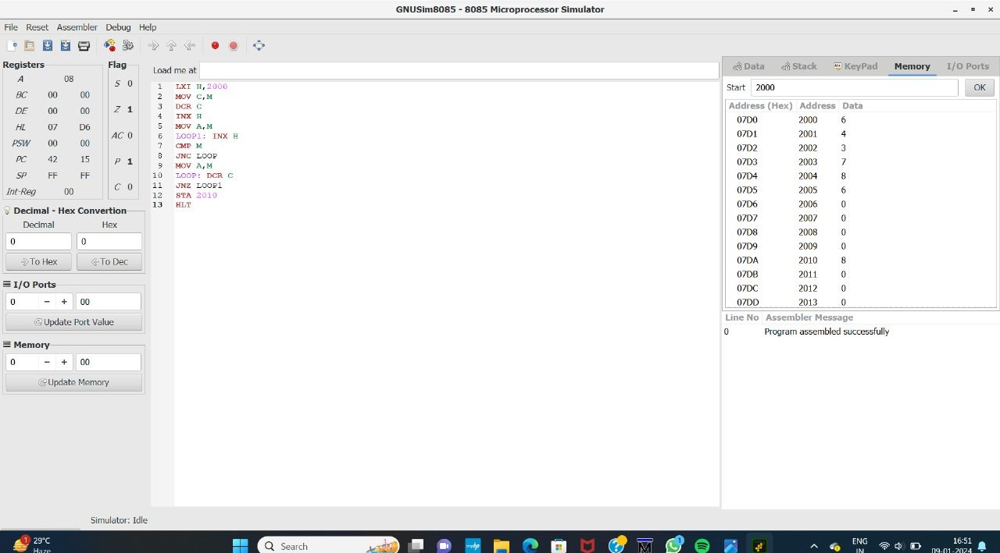 GNUSim8085 - 8085 Microprocessor Simulator
File Reset Assembler Debug Help
Registers
A 08
BC 00 00
DE 00 00
HL 07 D6
PSW 00 00
PC 42 15
SP FF FF
Int-Reg 00
Flag
S 0
Z 1
AC 0
P 1
C 0
Decimal - Hex Convertion
Decimal Hex
0 0
To Hex To Dec
I/O Ports
0 - + 00
Update Port Value
Memory
0 - + 00
Update Memory
Load me at
1 LXI H,2000
2 MOV C,M
3 DCR C
4 INX H
5 MOV A,M
6 LOOP1: INX H
7 CMP M
8 JNC LOOP
9 MOV A,M
10 LOOP: DCR C
11 JNZ LOOP1
12 STA 2010
13 HLT
Data Stack KeyPad Memory I/O Ports
Start 2000 OK
Address (Hex) Address Data
07D0 2000 6
07D1 2001 4
07D2 2002 3
07D3 2003 7
07D4 2004 8
07D5 2005 6
07D6 2006 0
07D7 2007 0
07D8 2008 0
07D9 2009 0
07DA 2010 8
07DB 2011 0
07DC 2012 0
07DD 2013 0
Line No Assembler Message
0 Program assembled successfully
Simulator: Idle
1 29°C
Haze
Search
1
ENG
IN
16:51
09-01-2024